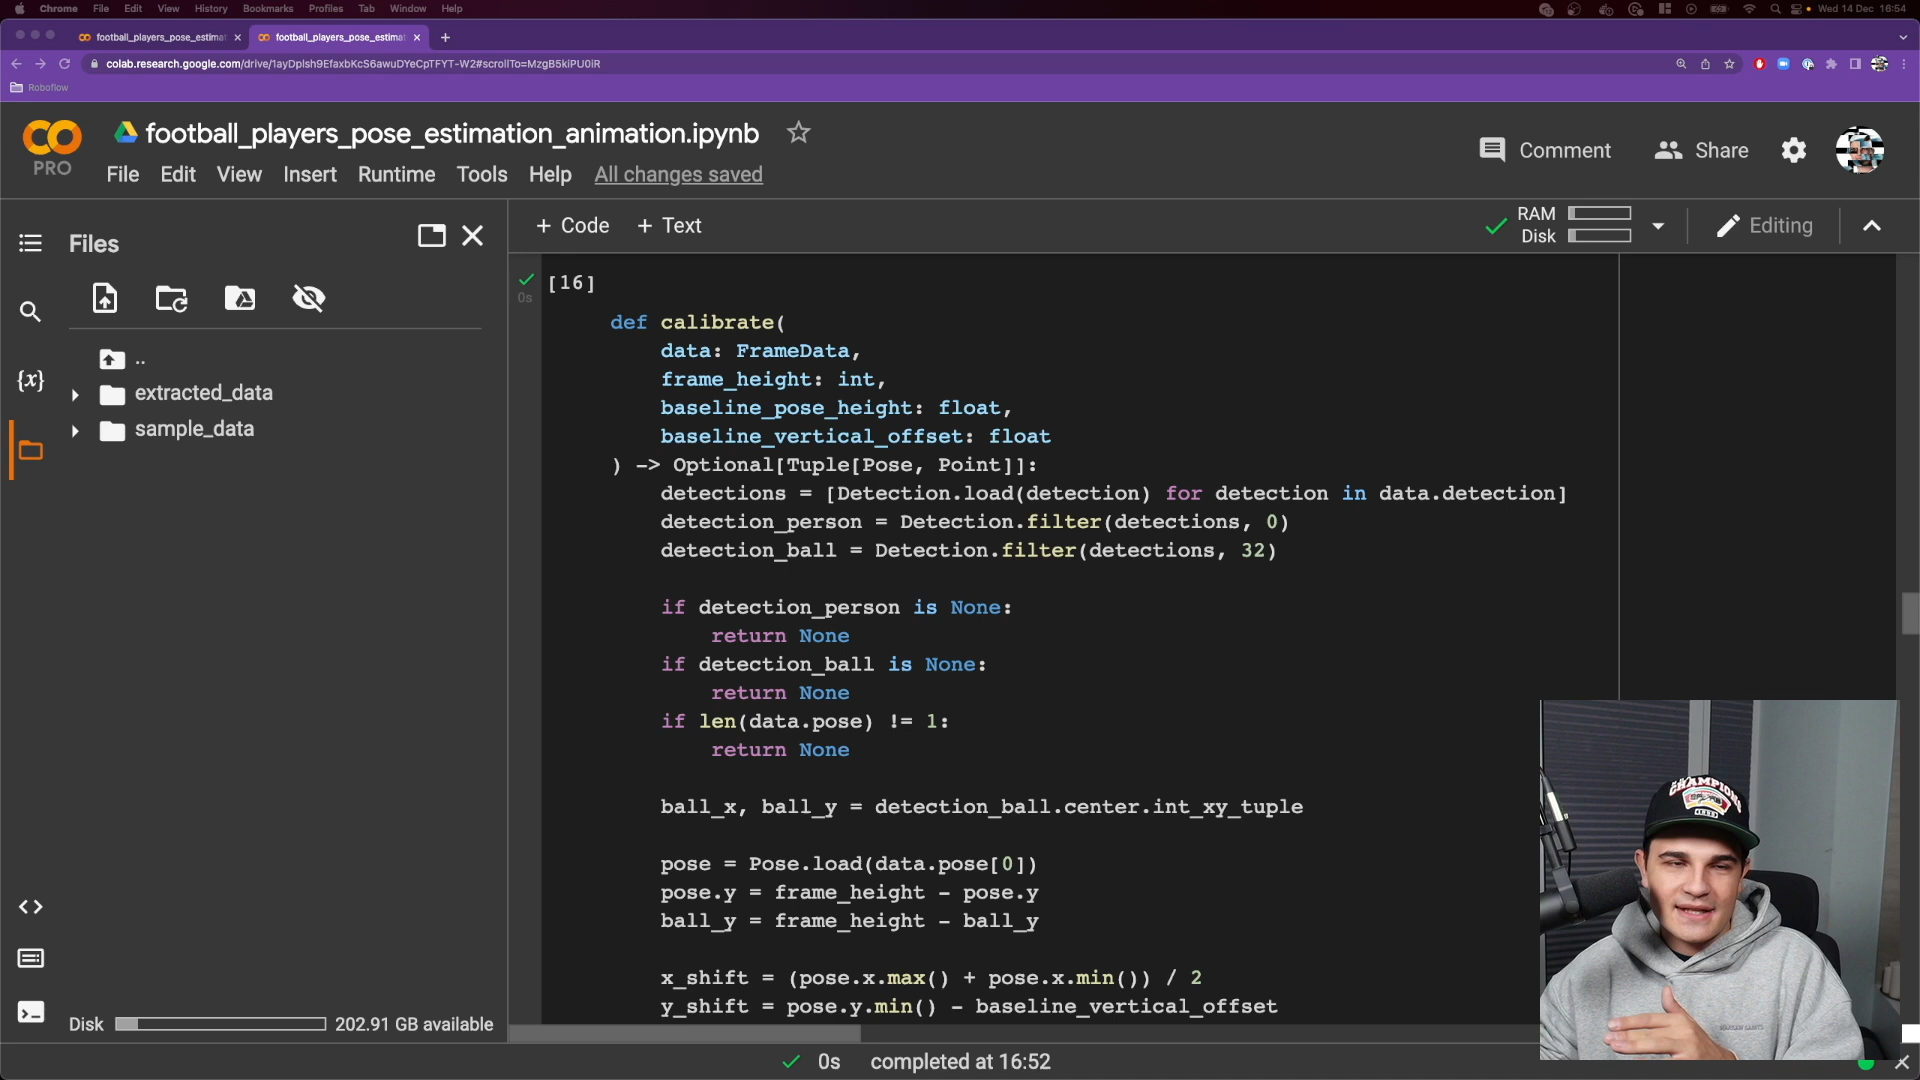 Chrome File Edit View History Bookmarks Profiles Tab Window Help Wed 14 Dec 16:54
football_players_pose_estimat football_players_pose_estimat
colab.research.google.com/drive/1ayDplsh9EfaxbKcS6awuDYeCpTFYT-W2#scrollTo=MzgB5kiPU0iR
Roboflow
PRO
football_players_pose_estimation_animation.ipynb
File Edit View Insert Runtime Tools Help All changes saved
Comment Share
Files
+ Code + Text
RAM
Disk
Editing
..
extracted_data
sample_data
{x}
Disk 202.91 GB available
0s
[16]
def calibrate(
data: FrameData,
frame_height: int,
baseline_pose_height: float,
baseline_vertical_offset: float
) -> Optional[Tuple[Pose, Point]]:
detections = [Detection.load(detection) for detection in data.detection]
detection_person = Detection.filter(detections, 0)
detection_ball = Detection.filter(detections, 32)
if detection_person is None:
return None
if detection_ball is None:
return None
if len(data.pose) != 1:
return None
ball_x, ball_y = detection_ball.center.int_xy_tuple
pose = Pose.load(data.pose[0])
pose.y = frame_height - pose.y
ball_y = frame_height - ball_y
x_shift = (pose.x.max() + pose.x.min()) / 2
y_shift = pose.y.min() - baseline_vertical_offset
CHAMPIONS
0s completed at 16:52